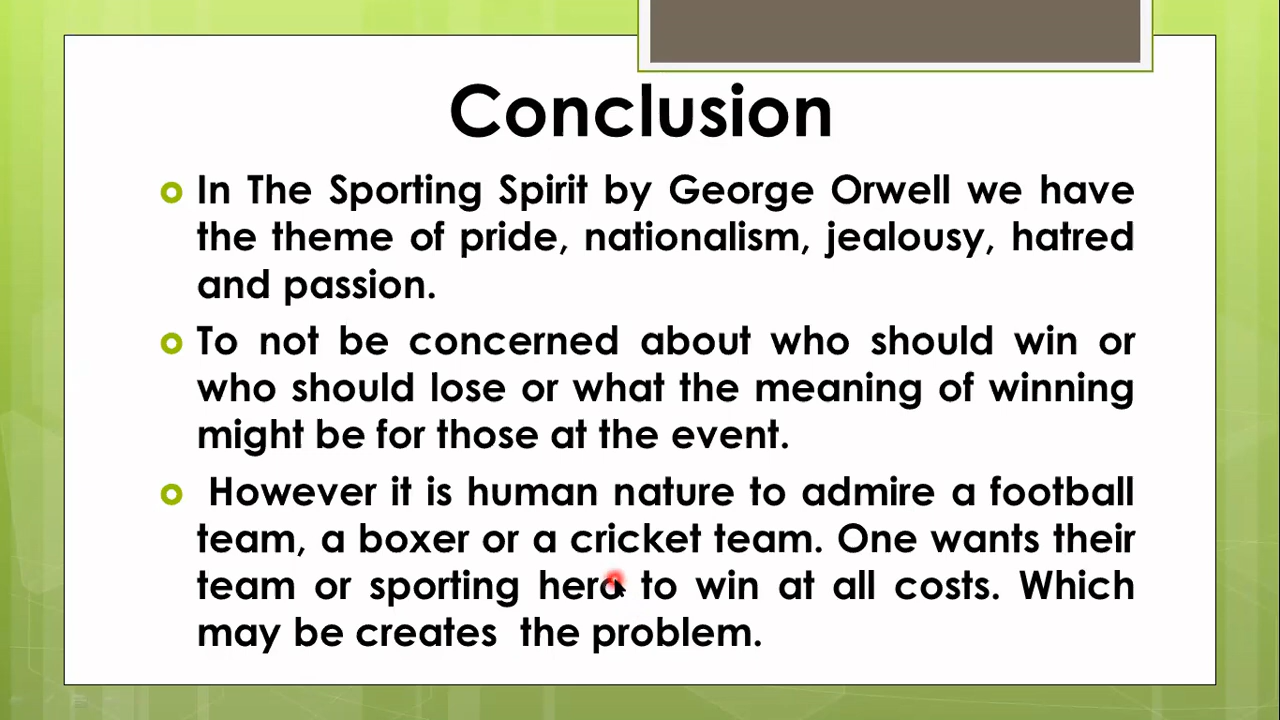 Conclusion
In The Sporting Spirit by George Orwell we have
the theme of pride, nationalism, jealousy, hatred
and passion.
To not be concerned about who should win or
who should lose or what the meaning of winning
might be for those at the event.
However it is human nature to admire a football
team, a boxer or a cricket team. One wants their
team or sporting hero to win at all costs. Which
may be creates the problem.